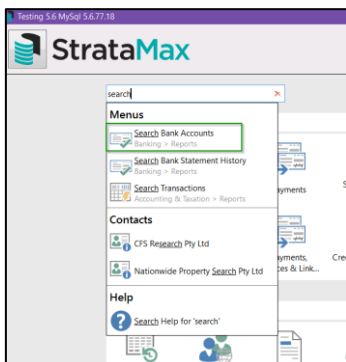 Testing 5.6 MySql 5.6.77.18
StrataMax
search
Menus
Search Bank Accounts
Banking > Reports
Search Bank Statement History
Banking > Reports
Search Transactions
Accounting & Taxation > Reports
ayments
S
Contacts
CFS Research Pty Ltd
Nationwide Property Search Pty Ltd
ayments,
Cre
es & Link...
Help
Search Help for 'search'